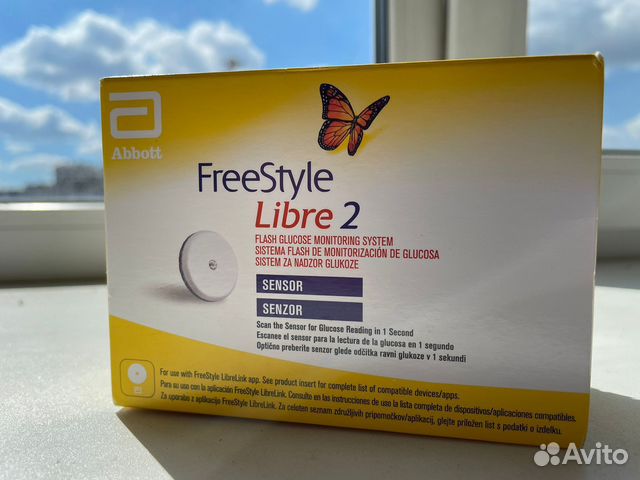 Abbott
FreeStyle
Libre 2
FLASH GLUCOSE MONITORING SYSTEM
SISTEMA FLASH DE MONITORIZACIÓN DE GLUCOSA
SISTEM ZA NADZOR GLUKOZE
SENSOR
SENZOR
Scan the Sensor for Glucose Reading in 1 Second
Escanee el sensor para la lectura de la glucosa en 1 segundo
Optično preberite senzor glede odčitka ravni glukoze v 1 sekundi
For use with FreeStyle LibreLink app. See product insert for complete list of compatible devices/apps.
Para su uso con la aplicación FreeStyle LibreLink. Consulte en las instrucciones de uso la lista completa de dispositivos/aplicaciones compatibles.
Za uporabo z aplikacijo FreeStyle LibreLink. Za celoten seznam združljivih pripomočkov/aplikacij, glejte priložen list s podatki o izdelku.
Avito